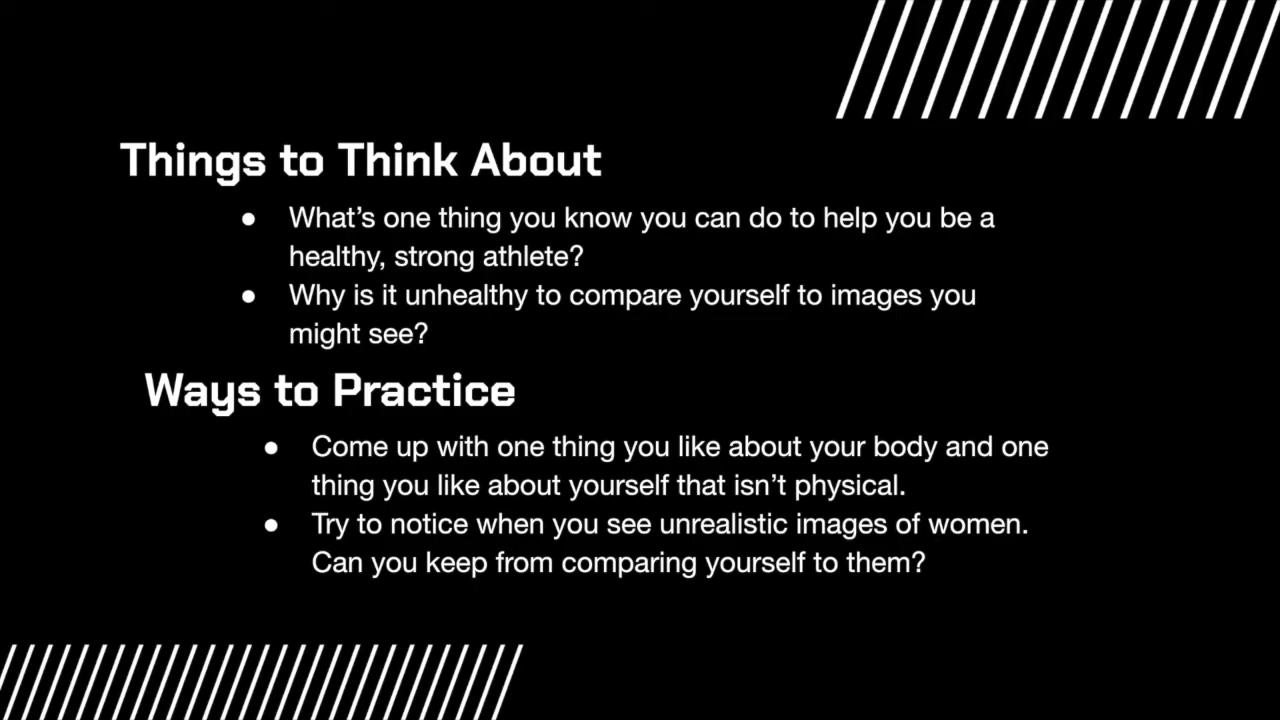 Things to Think About
● What’s one thing you know you can do to help you be a
healthy, strong athlete?
● Why is it unhealthy to compare yourself to images you
might see?
Ways to Practice
● Come up with one thing you like about your body and one
thing you like about yourself that isn’t physical.
● Try to notice when you see unrealistic images of women.
Can you keep from comparing yourself to them?